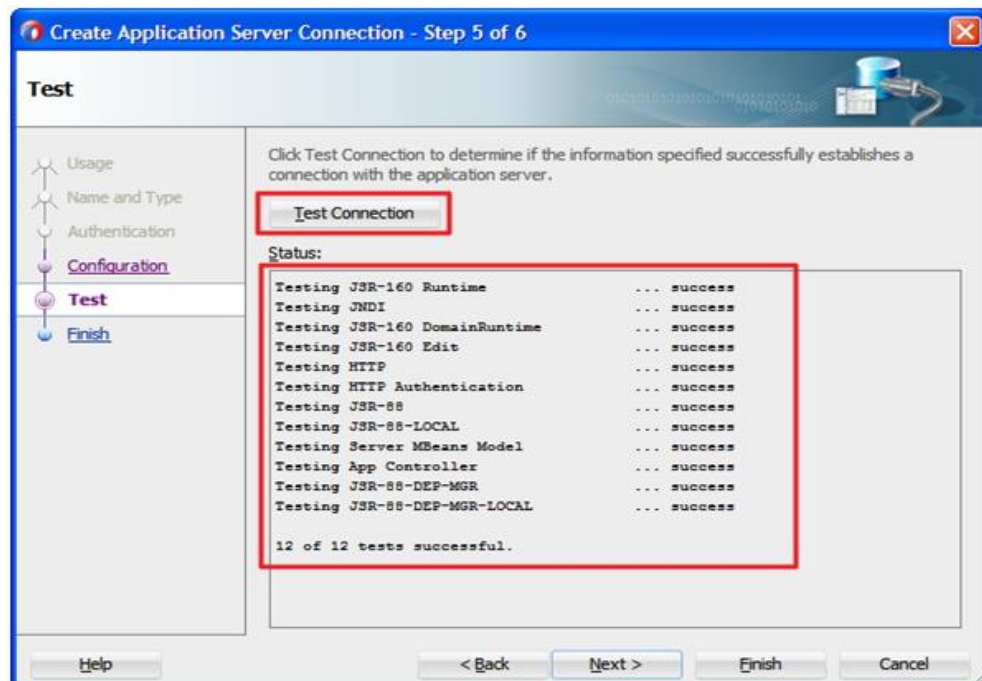 Create Application Server Connection - Step 5 of 6
Test
Usage
Name and Type
Authentication
Configuration
Test
Finish
Click Test Connection to determine if the information specified successfully establishes a
connection with the application server.
Test Connection
Status:
Testing JSR-160 Runtime ... success
Testing JNDI ... success
Testing JSR-160 DomainRuntime ... success
Testing JSR-160 Edit ... success
Testing HTTP ... success
Testing HTTP Authentication ... success
Testing JSR-88 ... success
Testing JSR-88-LOCAL ... success
Testing Server MBeans Model ... success
Testing App Controller ... success
Testing JSR-88-DEP-MGR ... success
Testing JSR-88-DEP-MGR-LOCAL ... success
12 of 12 tests successful.
Help
< Back
Next >
Finish
Cancel